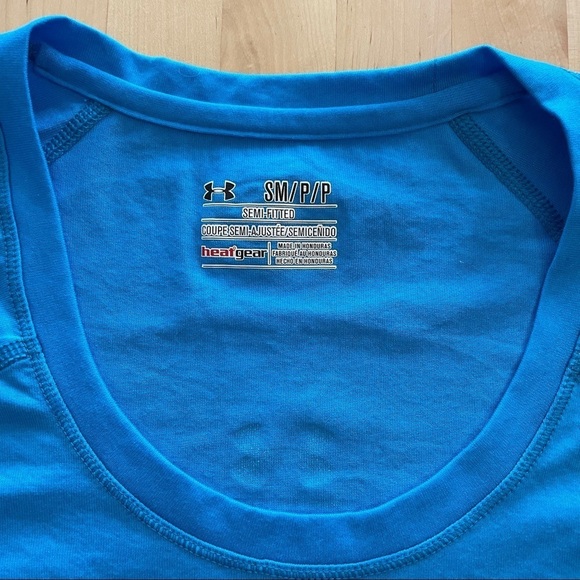 SM/P/P
SEMI-FITTED
COUPE SEMI-AJUSTÉE/SEMICEÑIDO
heatgear
MADE IN HONDURAS
FABRIQUÉ AU HONDURAS
HECHO EN HONDURAS